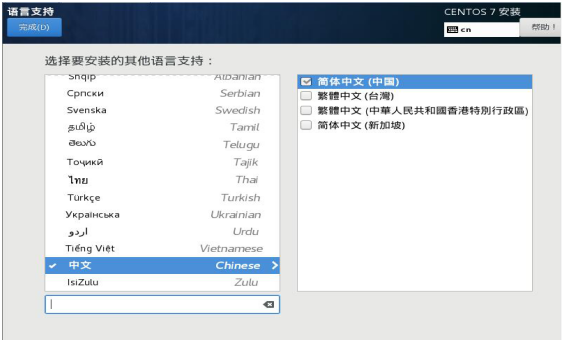 语言支持
CENTOS 7 安装
完成(D)
cn
帮助！
选择要安装的其他语言支持：
Shqip Albanian
Српски Serbian
Svenska Swedish
தமிழ் Tamil
తెలుగు Telugu
Тоҷикӣ Tajik
ไทย Thai
Türkçe Turkish
Українська Ukrainian
اردو Urdu
Tiếng Việt Vietnamese
中文 Chinese
IsiZulu Zulu
简体中文 (中国)
繁體中文 (台灣)
繁體中文 (中華人民共和國香港特別行政區)
简体中文 (新加坡)